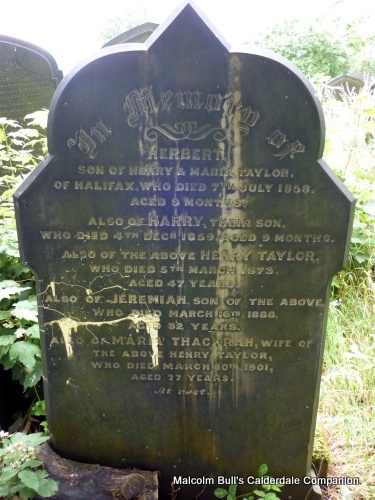 In Memory of
HERBERT,
SON OF HENRY & MARIA TAYLOR,
OF HALIFAX, WHO DIED 7TH JULY 1858,
AGED 9 MONTHS.
ALSO OF HARRY, THEIR SON,
WHO DIED 4TH DECR 1959, AGED 9 MONTHS.
ALSO OF THE ABOVE HENRY TAYLOR,
WHO DIED 5TH MARCH 1873,
AGED 47 YEARS.
ALSO OF JEREMIAH, SON OF THE ABOVE,
WHO DIED MARCH 16TH 1888,
AGED 32 YEARS.
ALSO OF MARIA THACKRAH, WIFE OF
THE ABOVE HENRY TAYLOR,
WHO DIED MARCH 10TH 1901,
AGED 77 YEARS.
At rest.
Malcolm Bull's Calderdale Companion.